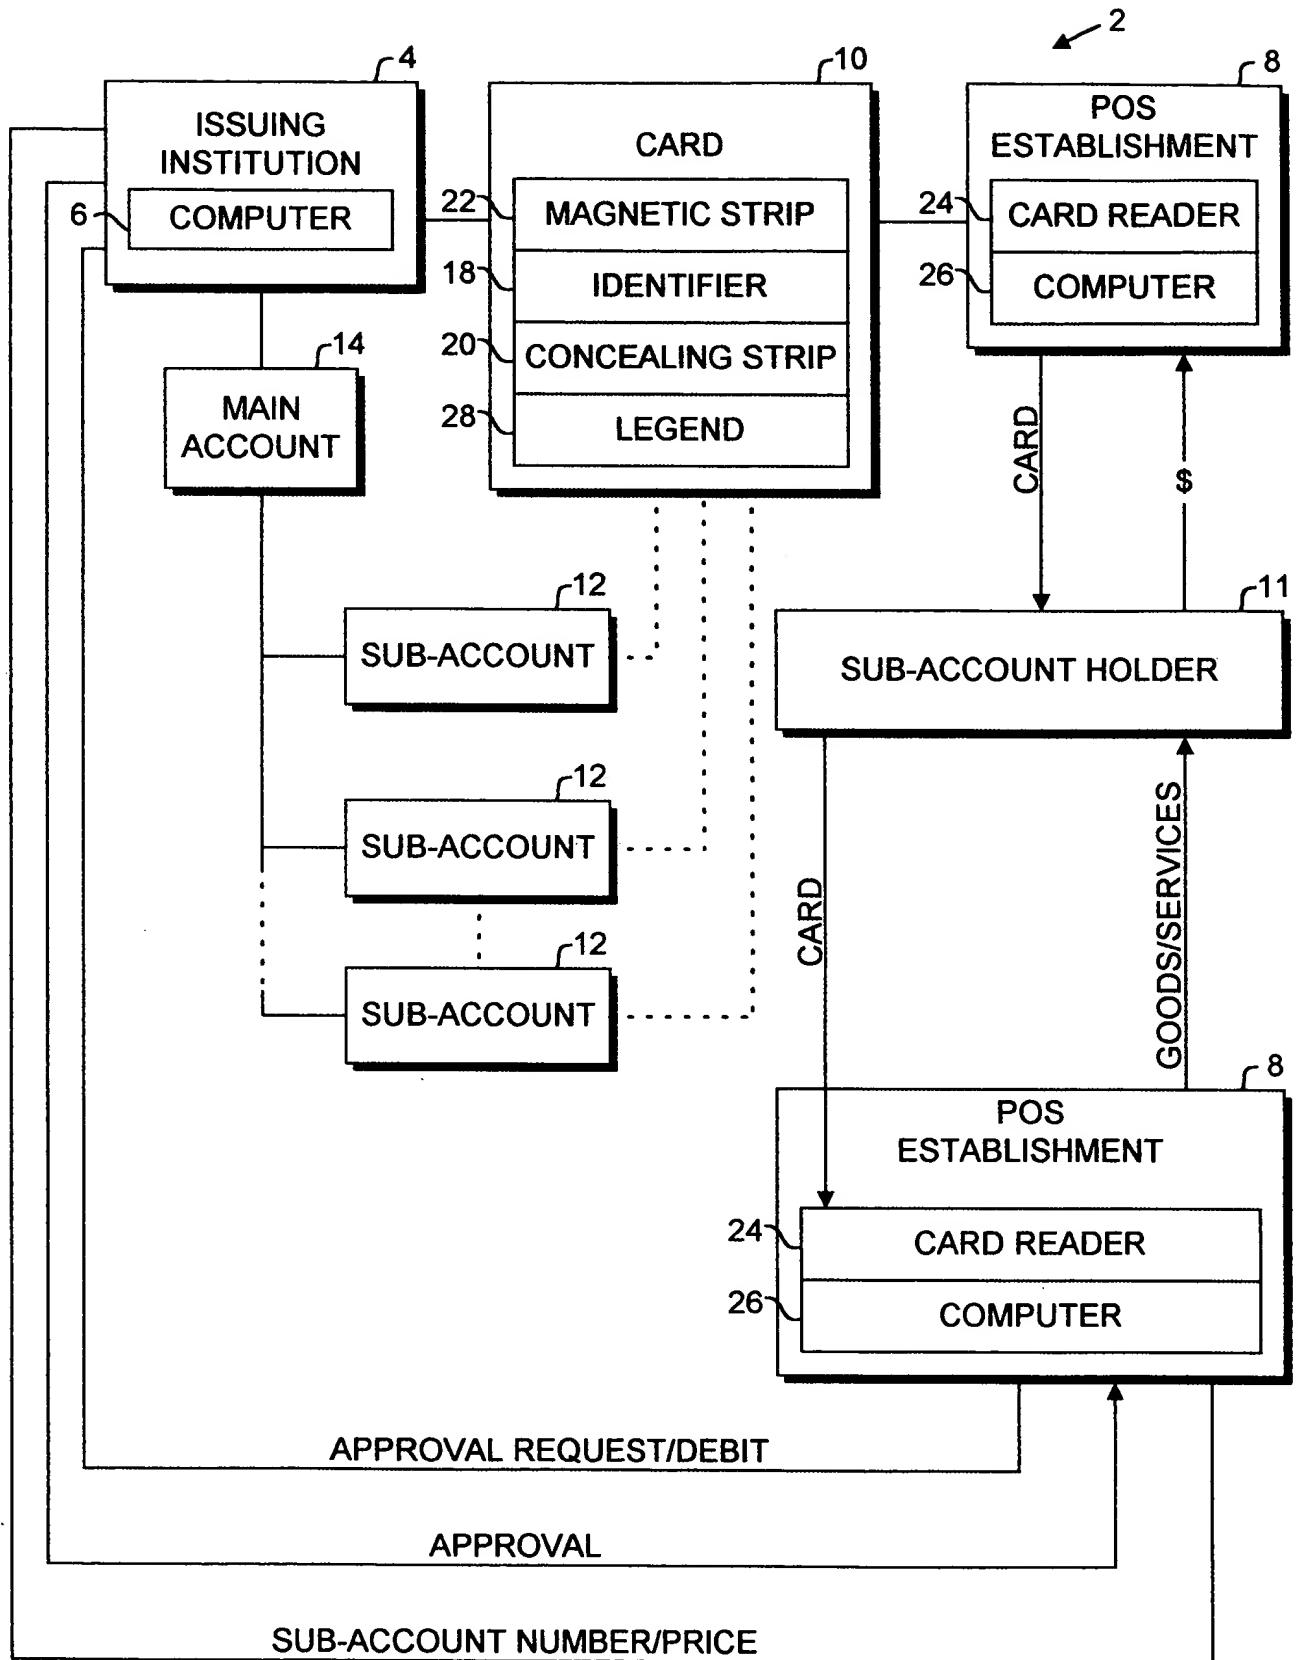 2
4
ISSUING
INSTITUTION
6
COMPUTER
10
CARD
22
MAGNETIC STRIP
18
IDENTIFIER
20
CONCEALING STRIP
28
LEGEND
8
POS
ESTABLISHMENT
24
CARD READER
26
COMPUTER
14
MAIN
ACCOUNT
CARD
$
12
SUB-ACCOUNT
11
SUB-ACCOUNT HOLDER
12
SUB-ACCOUNT
12
SUB-ACCOUNT
CARD
GOODS/SERVICES
8
POS
ESTABLISHMENT
24
CARD READER
26
COMPUTER
APPROVAL REQUEST/DEBIT
APPROVAL
SUB-ACCOUNT NUMBER/PRICE